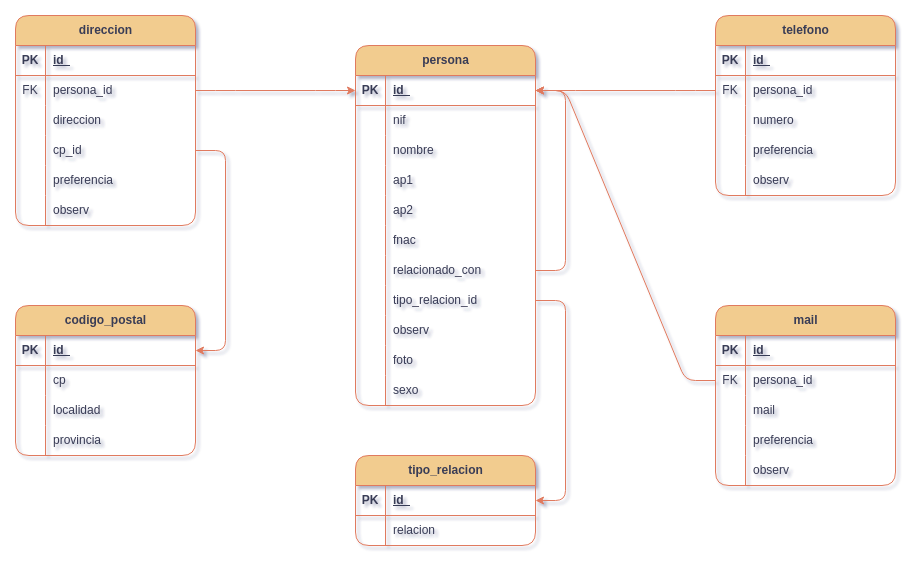 direccion
PK id
FK persona_id
direccion
cp_id
preferencia
observ
persona
PK id
nif
nombre
ap1
ap2
fnac
relacionado_con
tipo_relacion_id
observ
foto
sexo
telefono
PK id
FK persona_id
numero
preferencia
observ
codigo_postal
PK id
cp
localidad
provincia
tipo_relacion
PK id
relacion
mail
PK id
FK persona_id
mail
preferencia
observ